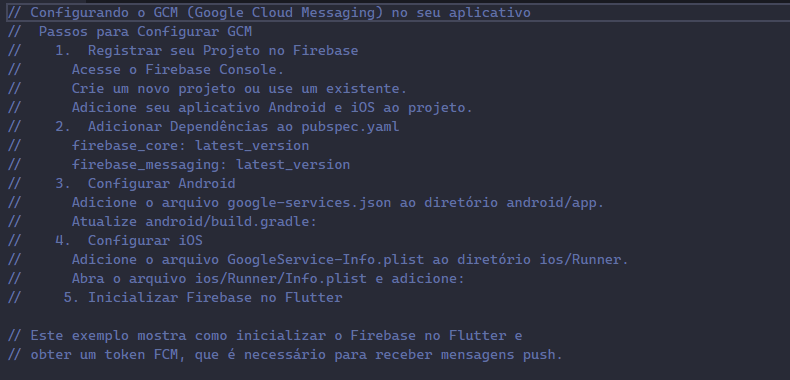 // Configurando o GCM (Google Cloud Messaging) no seu aplicativo
//  Passos para Configurar GCM
//    1.  Registrar seu Projeto no Firebase
//      Acesse o Firebase Console.
//      Crie um novo projeto ou use um existente.
//      Adicione seu aplicativo Android e iOS ao projeto.
//    2.  Adicionar Dependências ao pubspec.yaml
//      firebase_core: latest_version
//      firebase_messaging: latest_version
//    3.  Configurar Android
//      Adicione o arquivo google-services.json ao diretório android/app.
//      Atualize android/build.gradle:
//    4.  Configurar iOS
//      Adicione o arquivo GoogleService-Info.plist ao diretório ios/Runner.
//      Abra o arquivo ios/Runner/Info.plist e adicione:
//     5. Inicializar Firebase no Flutter

// Este exemplo mostra como inicializar o Firebase no Flutter e
// obter um token FCM, que é necessário para receber mensagens push.